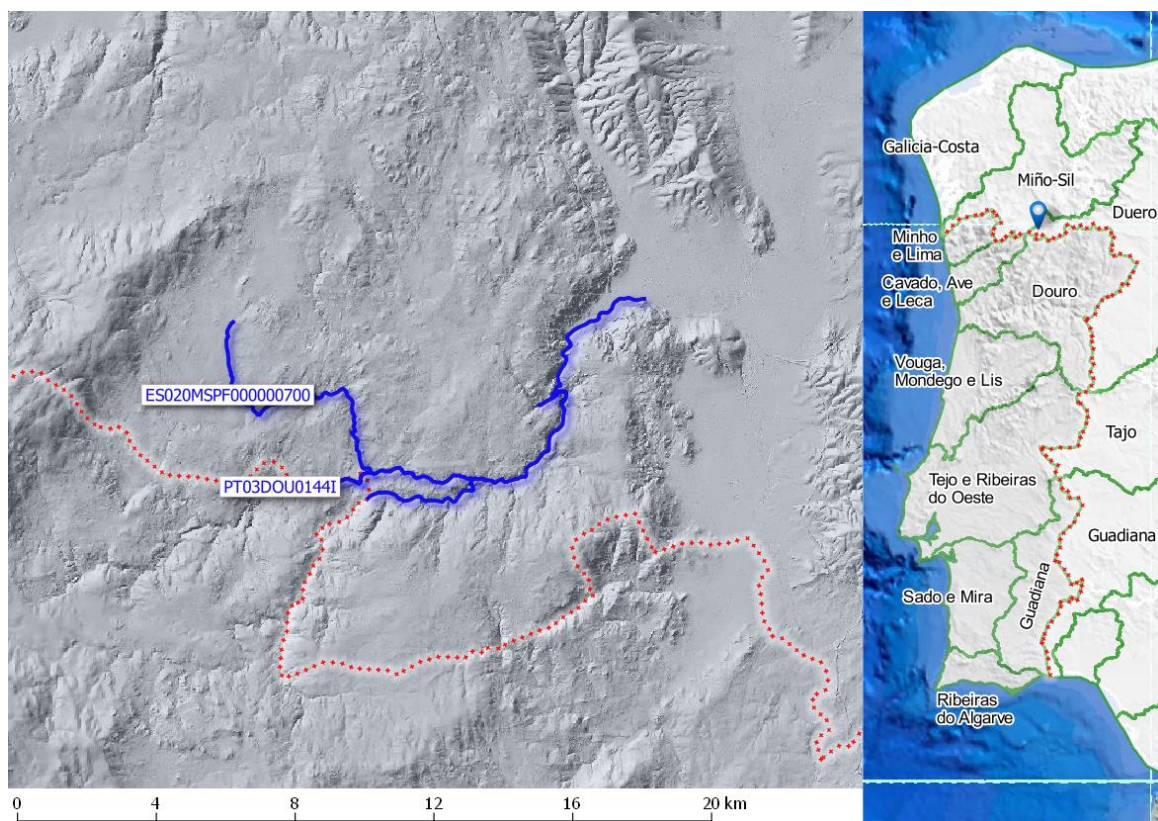 ES020MSPF000000700
PT03DOU0144I
0 4 8 12 16 20 km
Galicia-Costa
Miño-Sil
Duero
Minho
e Lima
Cavado, Ave
e Leca
Douro
Vouga,
Mondego e Lis
Tajo
Tejo e Ribeiras
do Oeste
Guadiana
Sado e Mira
Guadiana
Ribeiras
do Algarve